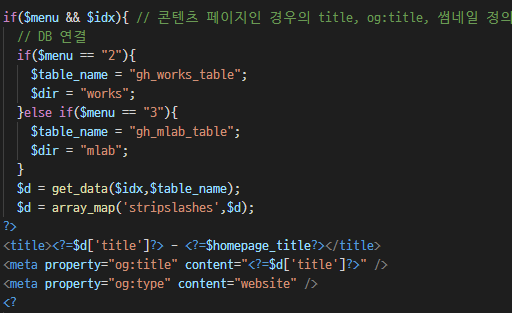 if($menu && $idx){ // 콘텐츠 페이지인 경우의 title, og:title, 썸네일 정의
// DB 연결
if($menu == "2"){
$table_name = "gh_works_table";
$dir = "works";
}else if($menu == "3"){
$table_name = "gh_mlab_table";
$dir = "mlab";
}
$d = get_data($idx,$table_name);
$d = array_map('stripslashes',$d);
?>
<title><?=$d['title']?> - <?=$homepage_title?></title>
<meta property="og:title" content="<?=$d['title']?>" />
<meta property="og:type" content="website" />
<?